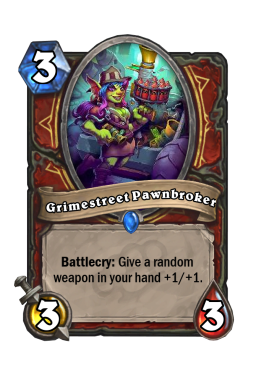 3
Grimestreet Pawnbroker
Battlecry: Give a random
weapon in your hand +1/+1.
3 3